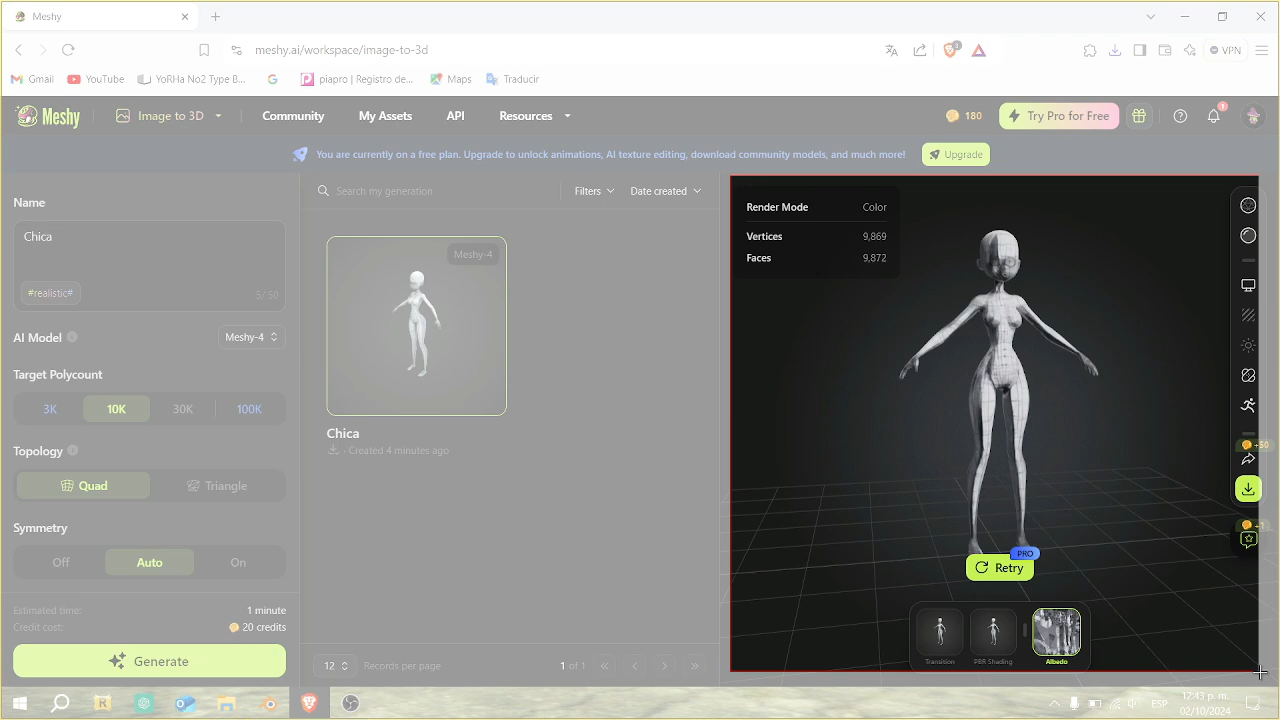 Meshy
meshy.ai/workspace/image-to-3d
3
VPN
Gmail
YouTube
YoRHa No2 Type B...
piapro | Registro de...
Maps
Traducir
Meshy
Image to 3D
Community
My Assets
API
Resources
180
Try Pro for Free
1
You are currently on a free plan. Upgrade to unlock animations, AI texture editing, download community models, and much more!
Upgrade
Name
Chica
#realistic#
5/ 50
AI Model
Meshy-4
Target Polycount
3K
10K
30K
100K
Topology
Quad
Triangle
Symmetry
Off
Auto
On
Estimated time:
1 minute
Credit cost:
20 credits
Generate
Search my generation
Filters
Date created
Meshy-4
Chica
· Created 4 minutes ago
12
Records per page
1 of 1
Render Mode
Color
Vertices
9,869
Faces
9,872
+50
+1
PRO
Retry
Transition
PBR Shading
Albedo
ESP
12:43 p. m.
02/10/2024